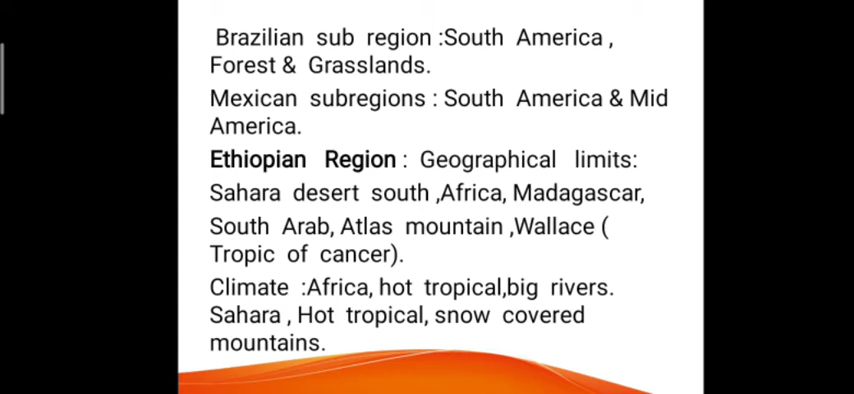 Brazilian sub region :South America ,
Forest & Grasslands.
Mexican subregions : South America & Mid
America.
Ethiopian Region : Geographical limits:
Sahara desert south ,Africa, Madagascar,
South Arab, Atlas mountain ,Wallace (
Tropic of cancer).
Climate :Africa, hot tropical,big rivers.
Sahara , Hot tropical, snow covered
mountains.